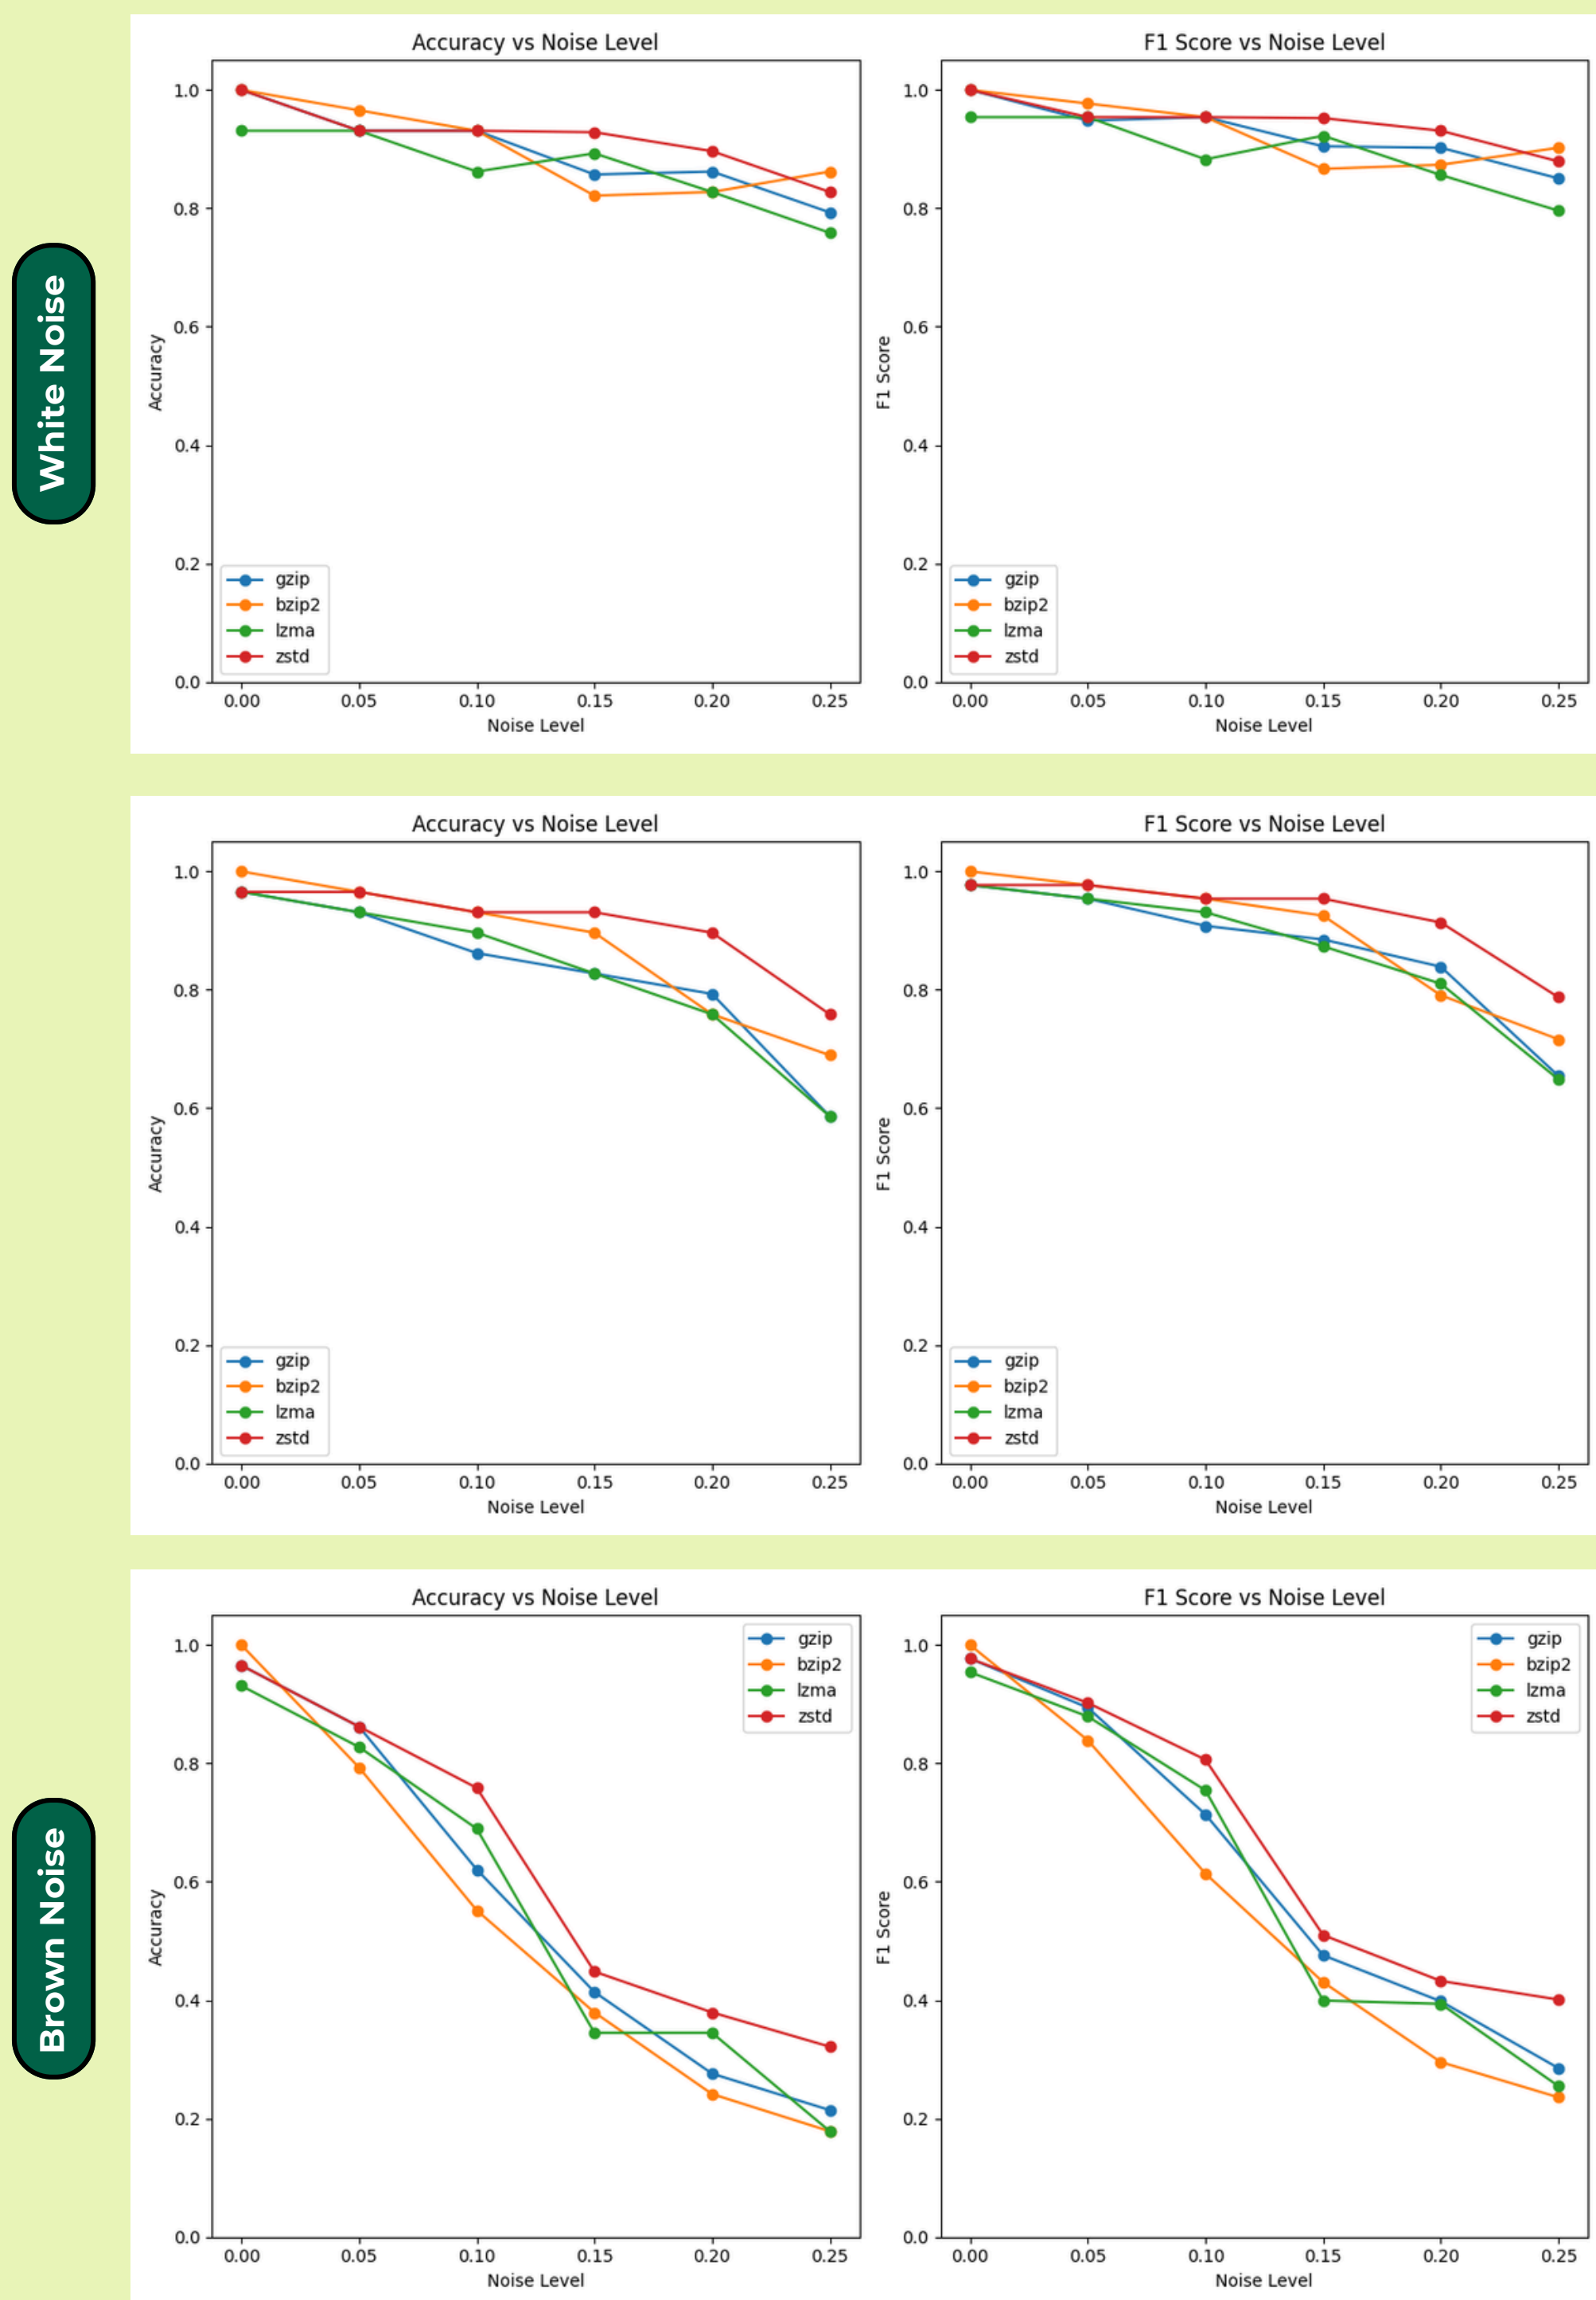 White Noise
Accuracy vs Noise Level
1.0
0.8
0.6
0.4
0.2
0.0
Accuracy
gzip
bzip2
lzma
zstd
0.00 0.05 0.10 0.15 0.20 0.25
Noise Level
F1 Score vs Noise Level
1.0
0.8
0.6
0.4
0.2
0.0
F1 Score
gzip
bzip2
lzma
zstd
0.00 0.05 0.10 0.15 0.20 0.25
Noise Level
Accuracy vs Noise Level
1.0
0.8
0.6
0.4
0.2
0.0
Accuracy
gzip
bzip2
lzma
zstd
0.00 0.05 0.10 0.15 0.20 0.25
Noise Level
F1 Score vs Noise Level
1.0
0.8
0.6
0.4
0.2
0.0
F1 Score
gzip
bzip2
lzma
zstd
0.00 0.05 0.10 0.15 0.20 0.25
Noise Level
Brown Noise
Accuracy vs Noise Level
1.0
0.8
0.6
0.4
0.2
0.0
Accuracy
gzip
bzip2
lzma
zstd
0.00 0.05 0.10 0.15 0.20 0.25
Noise Level
F1 Score vs Noise Level
1.0
0.8
0.6
0.4
0.2
0.0
F1 Score
gzip
bzip2
lzma
zstd
0.00 0.05 0.10 0.15 0.20 0.25
Noise Level